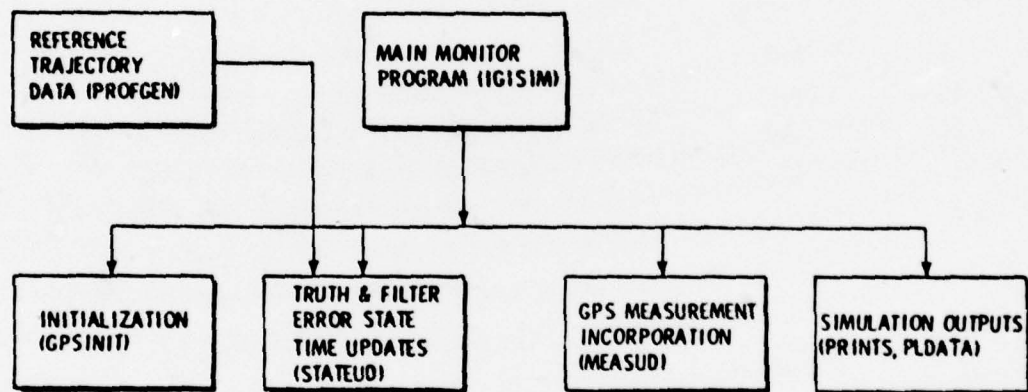 REFERENCE
TRAJECTORY
DATA (PROFGEN)
MAIN MONITOR
PROGRAM (IGISIM)
INITIALIZATION
(GPSINIT)
TRUTH & FILTER
ERROR STATE
TIME UPDATES
(STATEUD)
GPS MEASUREMENT
INCORPORATION
(MEASUD)
SIMULATION OUTPUTS
(PRINTS, PLDATA)